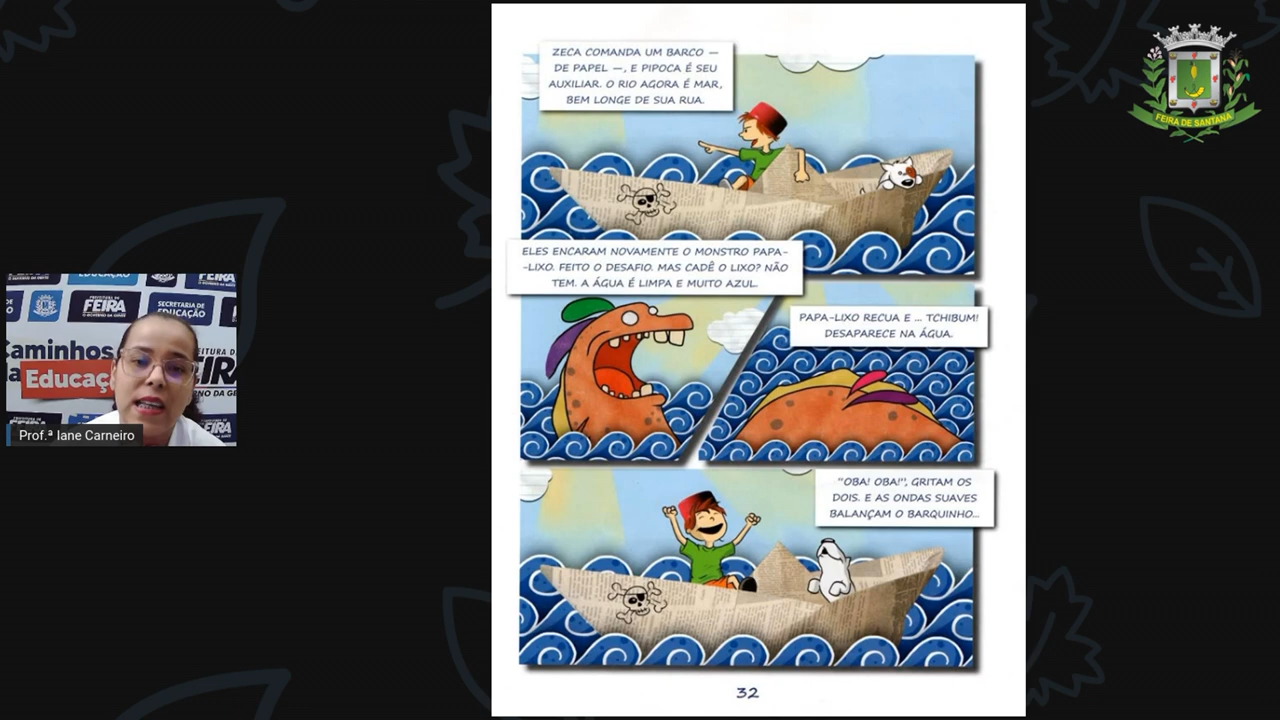 ZECA COMANDA UM BARCO —
DE PAPEL —, E PIPOCA É SEU
AUXILIAR. O RIO AGORA É MAR,
BEM LONGE DE SUA RUA.
ELES ENCARAM NOVAMENTE O MONSTRO PAPA-
-LIXO. FEITO O DESAFIO. MAS CADÊ O LIXO? NÃO
TEM. A ÁGUA É LIMPA E MUITO AZUL.
PAPA-LIXO RECUA E ... TCHIBUM!
DESAPARECE NA ÁGUA.
"OBA! OBA!", GRITAM OS
DOIS. E AS ONDAS SUAVES
BALANÇAM O BARQUINHO...
32
FEIRA DE SANTANA
PREFEITURA DE
FEIRA
SECRETARIA DE
EDUCAÇÃO
Caminhos
Educaç
Prof.ª Iane Carneiro